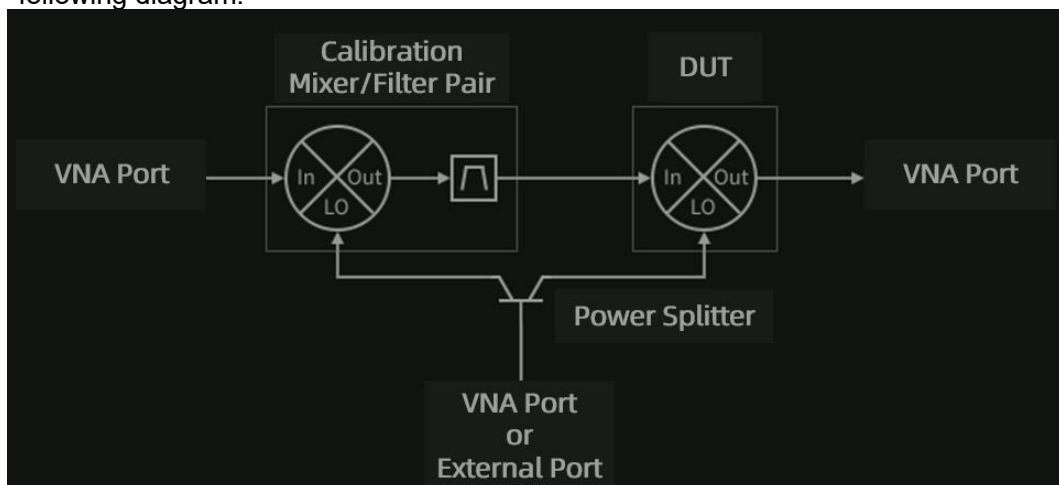 following diagram:
Calibration
Mixer/Filter Pair
DUT
VNA Port
In
Out
LO
In
Out
LO
VNA Port
Power Splitter
VNA Port
or
External Port